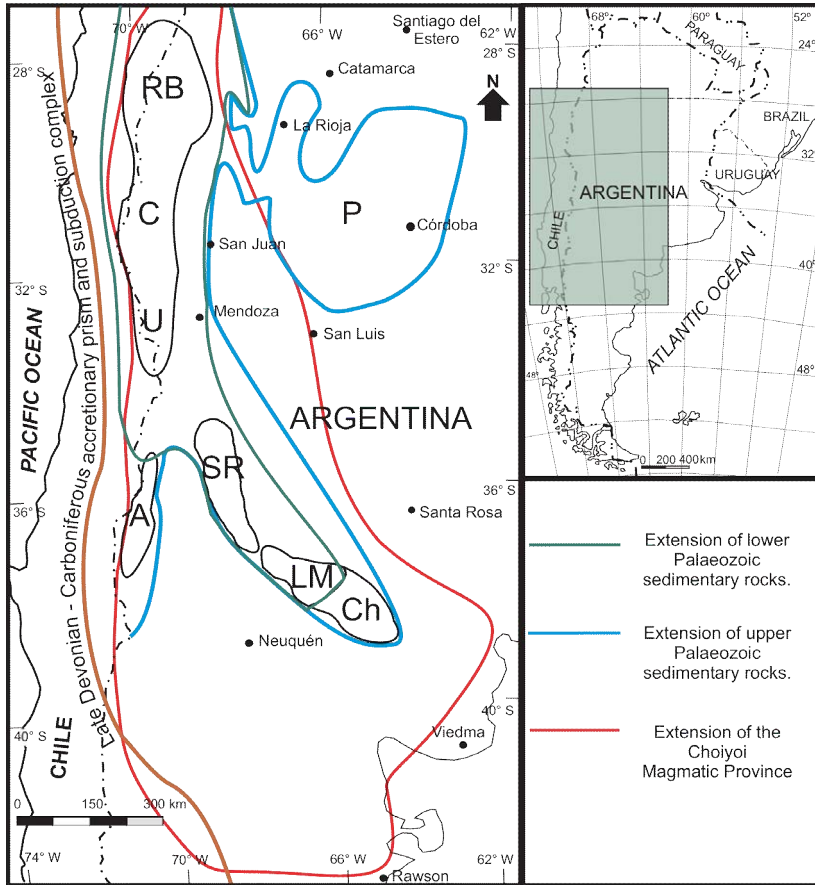 70° W
66° W
Santiago del
Estero
62° W
28° S
28° S
Catamarca
RB
N
La Rioja
C
P
Córdoba
San Juan
32° S
32° S
U
Mendoza
San Luis
PACIFIC OCEAN
Late Devonian - Carboniferous accretionary prism and subduction complex
ARGENTINA
SR
36° S
36° S
A
Santa Rosa
LM
Ch
Neuquén
40° S
40° S
Viedma
CHILE
0 150 300 km
74° W
70° W
66° W
62° W
Rawson
68°
60°
52°
24°
PARAGUAY
BRAZIL
32°
URUGUAY
ARGENTINA
CHILE
40°
ATLANTIC OCEAN
48°
48°
0 200 400km
Extension of lower
Palaeozoic
sedimentary rocks.
Extension of upper
Palaeozoic
sedimentary rocks.
Extension of the
Choiyoi
Magmatic Province